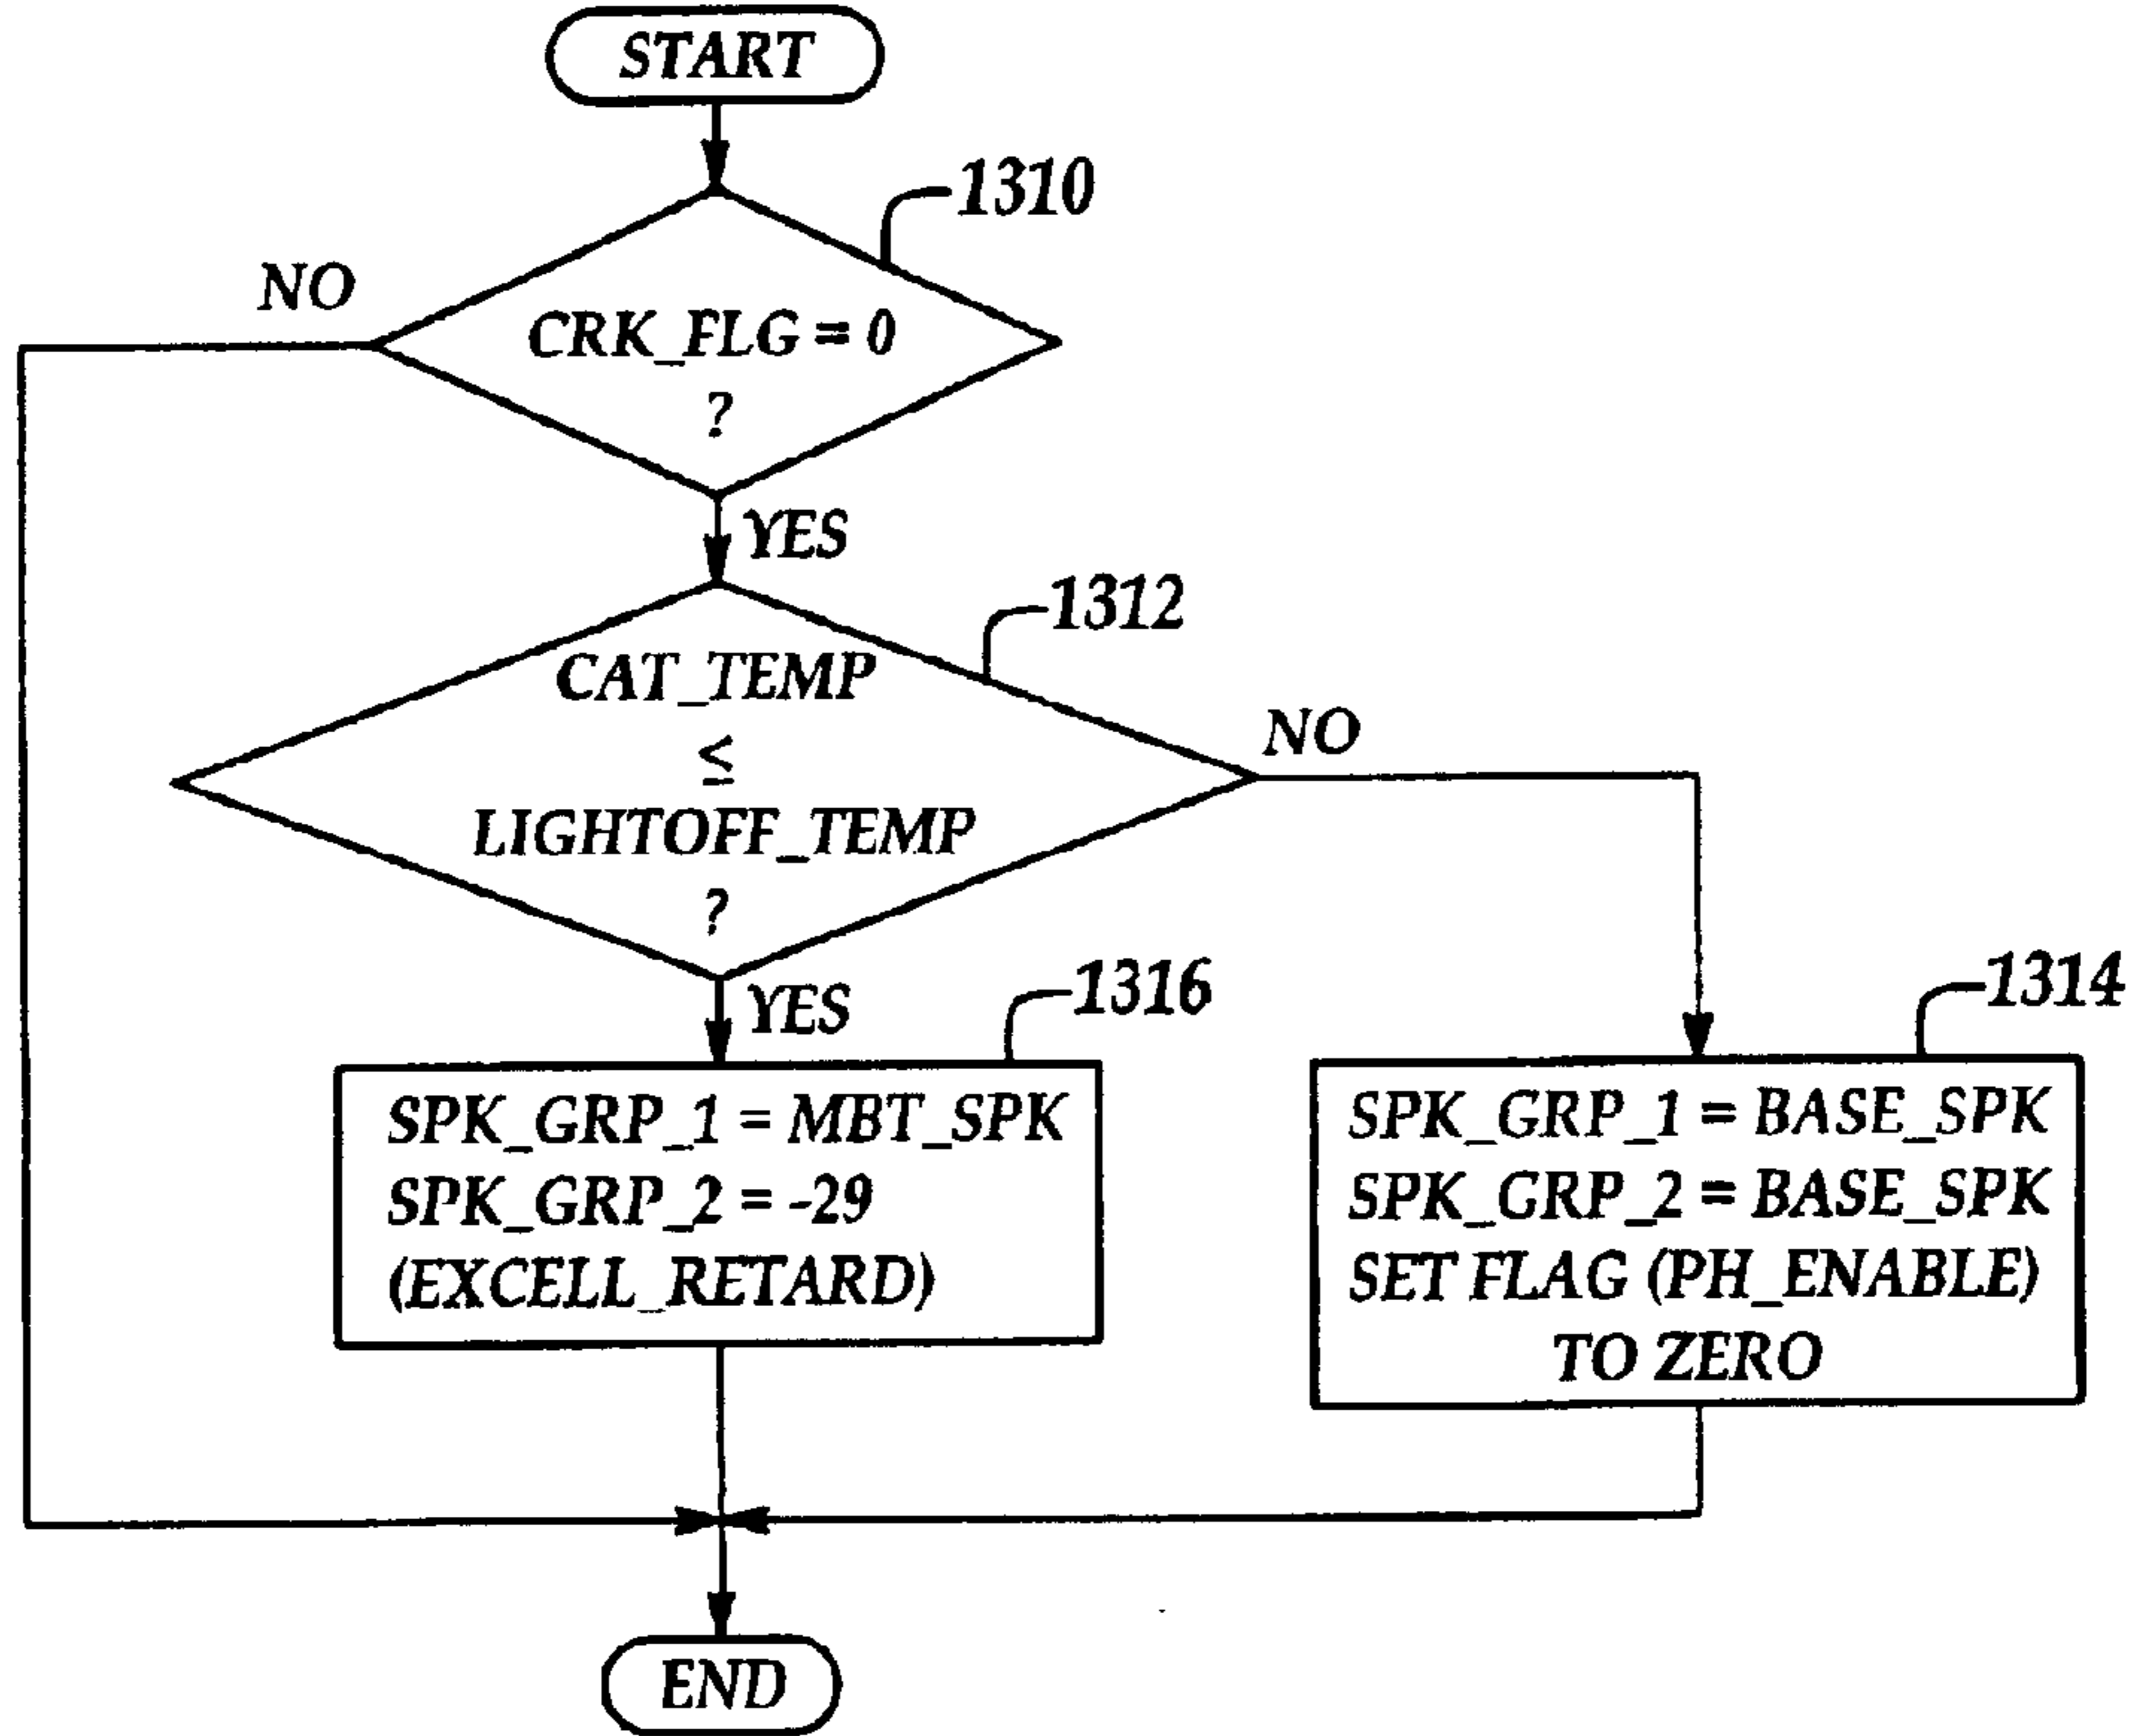 START
1310
NO
CRK_FLG = 0
?
YES
1312
CAT_TEMP
≤
LIGHTOFF_TEMP
?
NO
YES
1316
1314
SPK_GRP_1 = MBT_SPK
SPK_GRP_2 = -29
(EXCELL_RETARD)
SPK_GRP_1 = BASE_SPK
SPK_GRP_2 = BASE_SPK
SET FLAG (PH_ENABLE)
TO ZERO
END